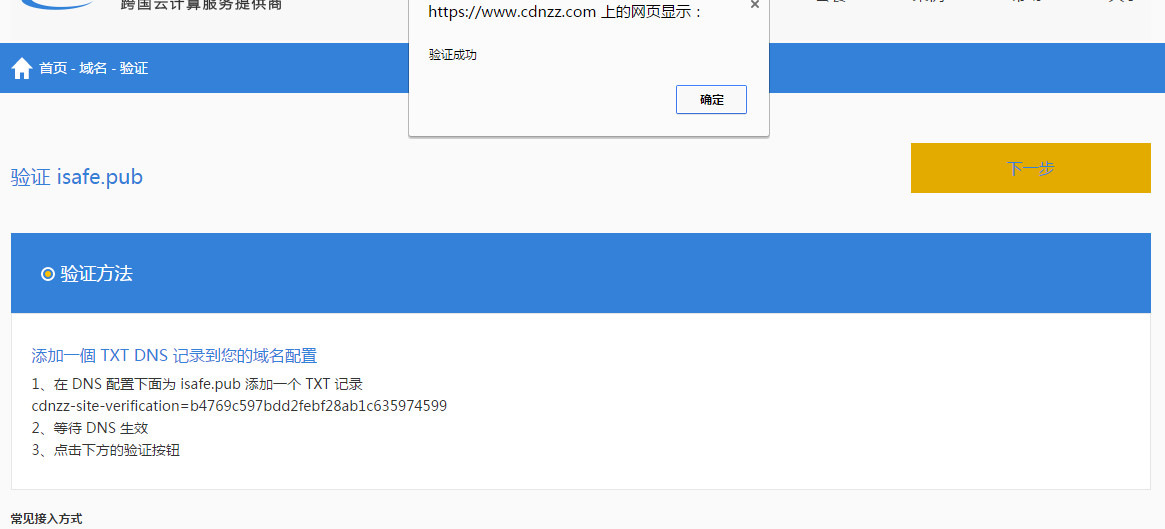 跨国云计算服务提供商
https://www.cdnzz.com 上的网页显示：
验证成功
确定
首页 - 域名 - 验证
验证 isafe.pub
下一步
验证方法
添加一個 TXT DNS 记录到您的域名配置
1、在 DNS 配置下面为 isafe.pub 添加一个 TXT 记录
cdnzz-site-verification=b4769c597bdd2febf28ab1c635974599
2、等待 DNS 生效
3、点击下方的验证按钮
常见接入方式